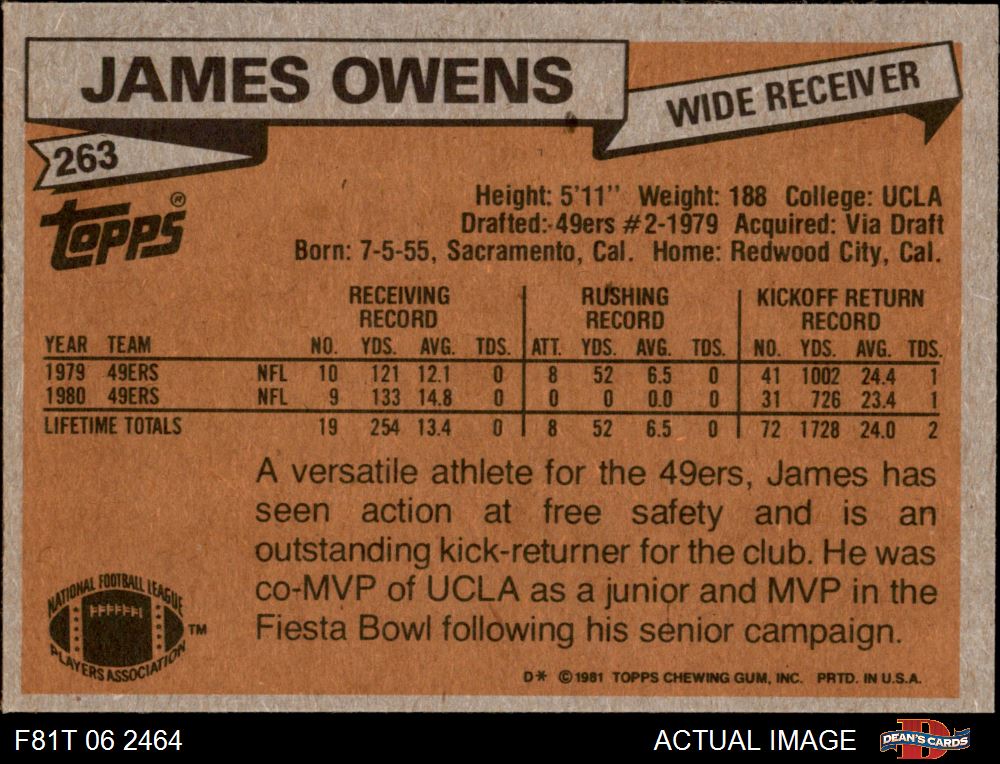 JAMES OWENS
WIDE RECEIVER
263
TOPPS ®
Height: 5'11'' Weight: 188 College: UCLA
Drafted: 49ers #2-1979 Acquired: Via Draft
Born: 7-5-55, Sacramento, Cal. Home: Redwood City, Cal.
RECEIVING RECORD RUSHING RECORD KICKOFF RETURN RECORD
YEAR TEAM NO. YDS. AVG. TDS. ATT. YDS. AVG. TDS. NO. YDS. AVG. TDS.
1979 49ERS NFL 10 121 12.1 0 8 52 6.5 0 41 1002 24.4 1
1980 49ERS NFL 9 133 14.8 0 0 0 0.0 0 31 726 23.4 1
LIFETIME TOTALS 19 254 13.4 0 8 52 6.5 0 72 1728 24.0 2
A versatile athlete for the 49ers, James has
seen action at free safety and is an
outstanding kick-returner for the club. He was
co-MVP of UCLA as a junior and MVP in the
Fiesta Bowl following his senior campaign.
NATIONAL FOOTBALL LEAGUE
PLAYERS ASSOCIATION
TM
D* ©1981 TOPPS CHEWING GUM, INC. PRTD. IN U.S.A.
F81T 06 2464
ACTUAL IMAGE
DEAN'S CARDS